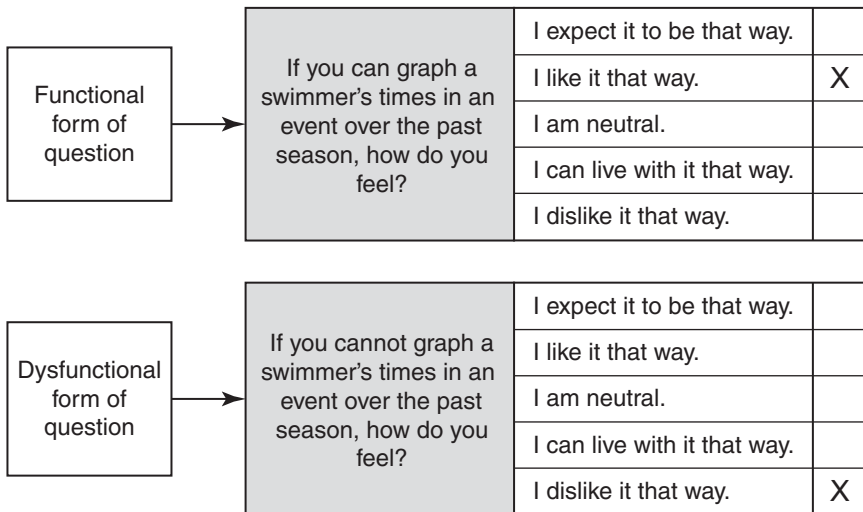 Functional
form of
question
If you can graph a
swimmer’s times in an
event over the past
season, how do you
feel?
I expect it to be that way.
I like it that way. X
I am neutral.
I can live with it that way.
I dislike it that way.
Dysfunctional
form of
question
If you cannot graph a
swimmer’s times in an
event over the past
season, how do you
feel?
I expect it to be that way.
I like it that way.
I am neutral.
I can live with it that way.
I dislike it that way. X